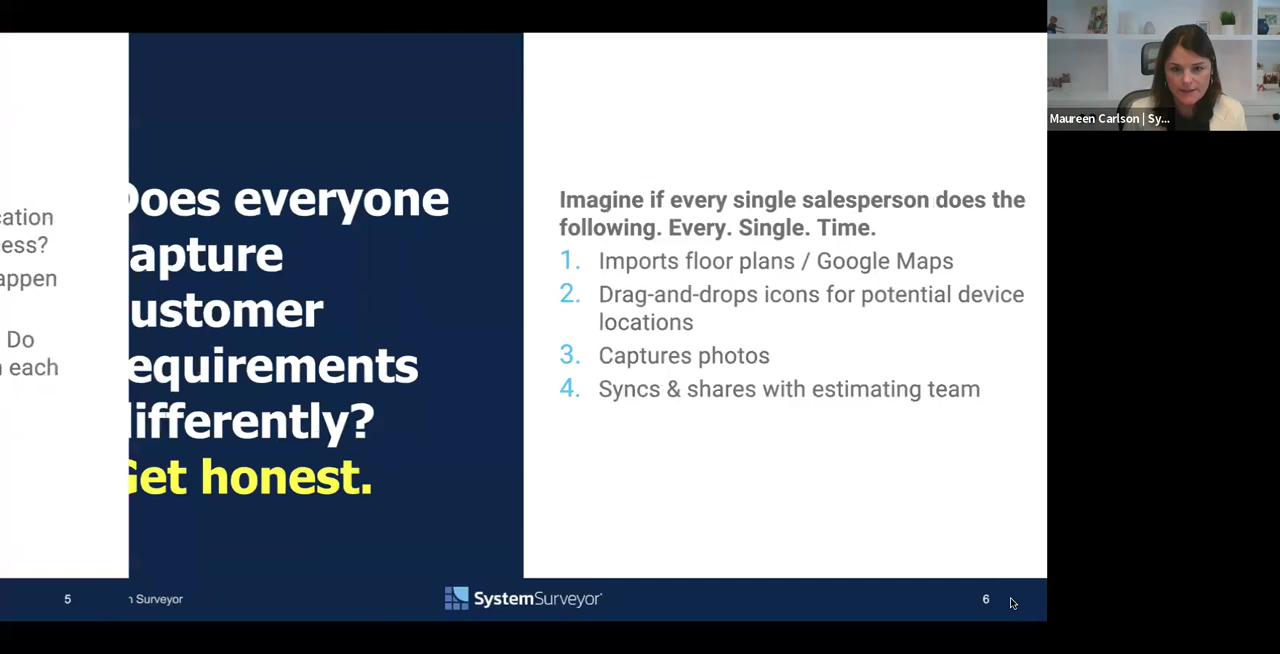 cation
ess?
appen
Do
each
Does everyone
apture
ustomer
equirements
ifferently?
Get honest.
Imagine if every single salesperson does the
following. Every. Single. Time.
1. Imports floor plans / Google Maps
2. Drag-and-drops icons for potential device
locations
3. Captures photos
4. Syncs & shares with estimating team
5
Surveyor
SystemSurveyor
6
Maureen Carlson | Sy...